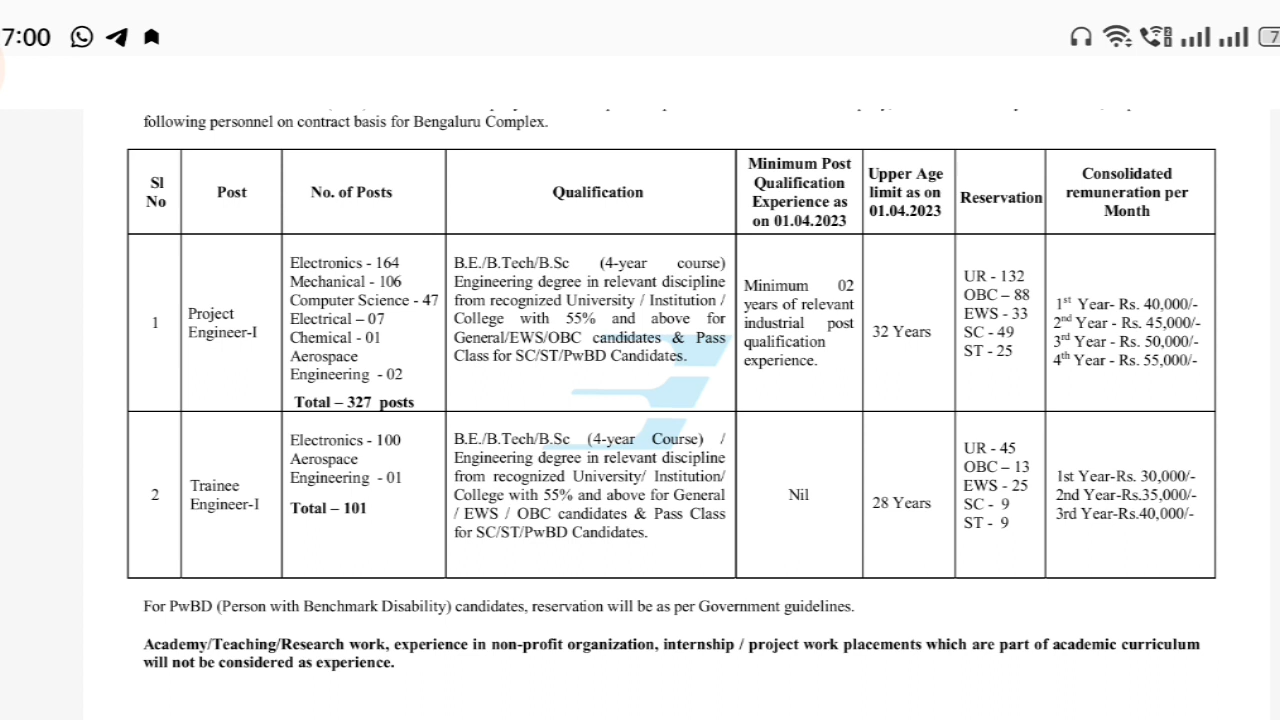 7:00
7
following personnel on contract basis for Bengaluru Complex.
Sl No
Post
No. of Posts
Qualification
Minimum Post
Qualification
Experience as
on 01.04.2023
Upper Age
limit as on
01.04.2023
Reservation
Consolidated
remuneration per
Month
1
Project
Engineer-I
Electronics - 164
Mechanical - 106
Computer Science - 47
Electrical – 07
Chemical - 01
Aerospace
Engineering - 02
Total – 327 posts
B.E./B.Tech/B.Sc (4-year course)
Engineering degree in relevant discipline
from recognized University / Institution /
College with 55% and above for
General/EWS/OBC candidates & Pass
Class for SC/ST/PwBD Candidates.
Minimum 02
years of relevant
industrial post
qualification
experience.
32 Years
UR - 132
OBC – 88
EWS - 33
SC - 49
ST - 25
1st Year- Rs. 40,000/-
2nd Year - Rs. 45,000/-
3rd Year - Rs. 50,000/-
4th Year - Rs. 55,000/-
2
Trainee
Engineer-I
Electronics - 100
Aerospace
Engineering - 01
Total – 101
B.E./B.Tech/B.Sc (4-year Course) /
Engineering degree in relevant discipline
from recognized University/ Institution/
College with 55% and above for General
/ EWS / OBC candidates & Pass Class
for SC/ST/PwBD Candidates.
Nil
28 Years
UR - 45
OBC – 13
EWS - 25
SC - 9
ST - 9
1st Year-Rs. 30,000/-
2nd Year-Rs.35,000/-
3rd Year-Rs.40,000/-
For PwBD (Person with Benchmark Disability) candidates, reservation will be as per Government guidelines.
Academy/Teaching/Research work, experience in non-profit organization, internship / project work placements which are part of academic curriculum
will not be considered as experience.